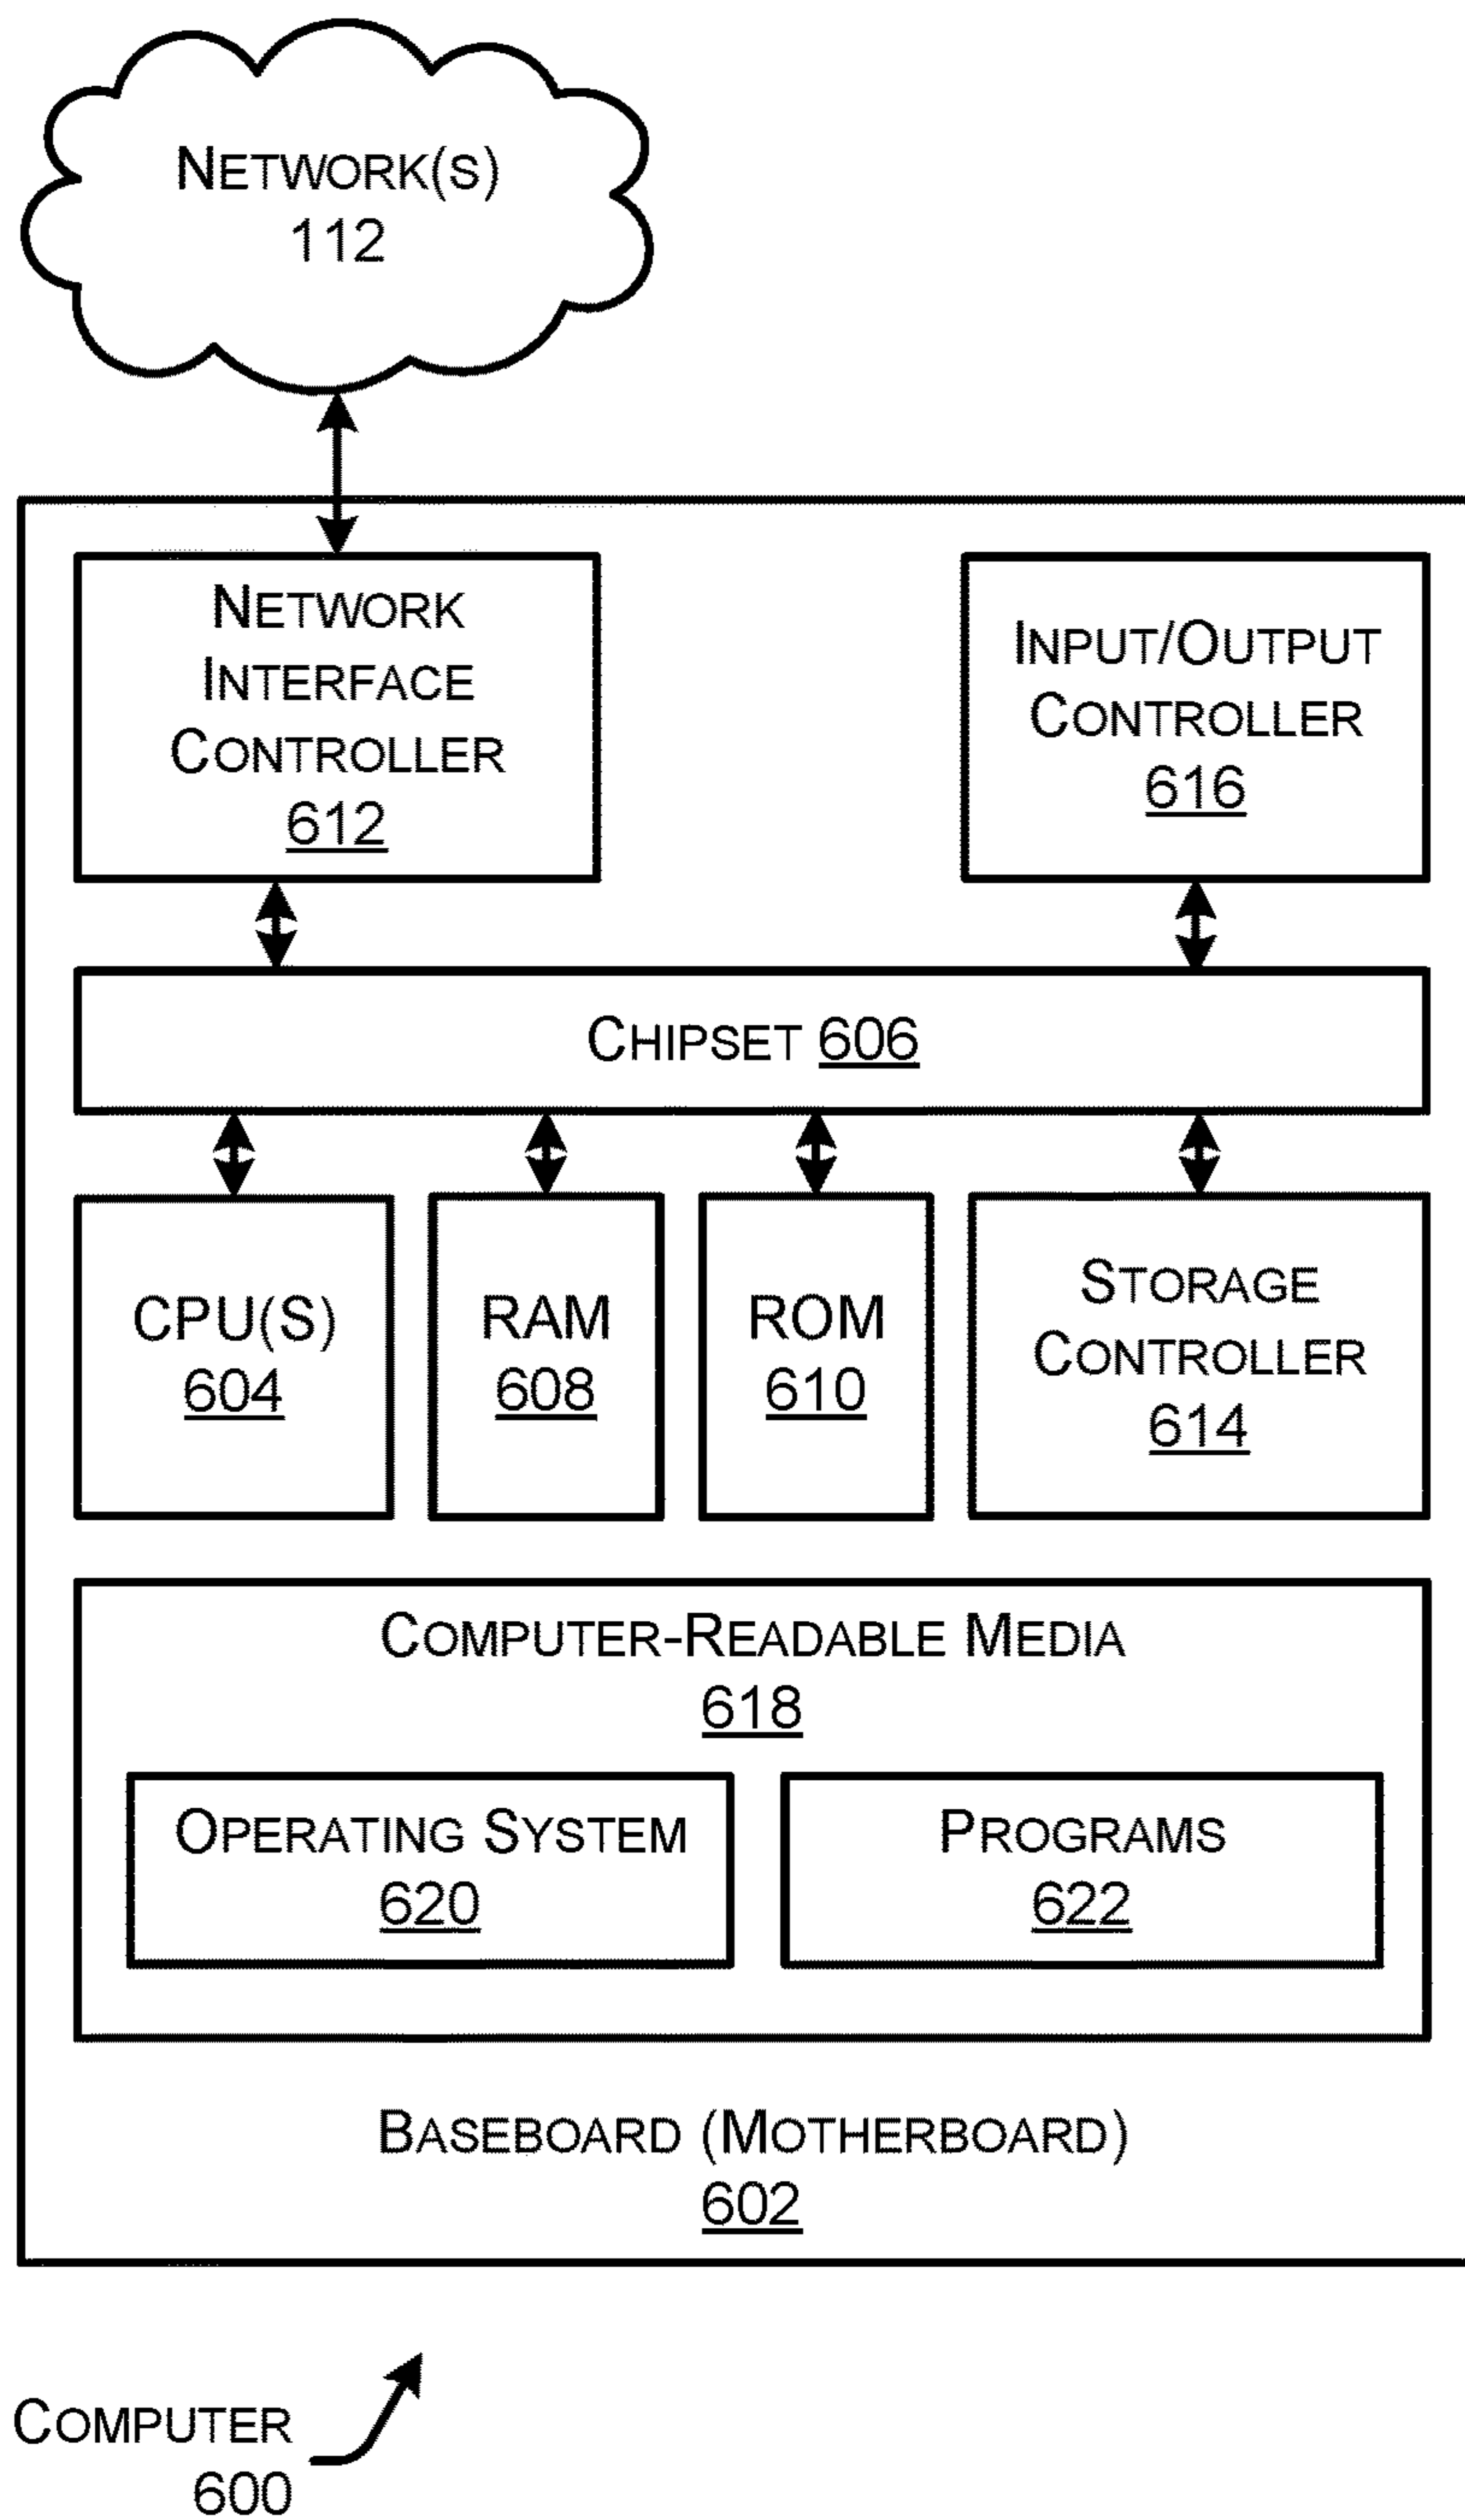 NETWORK(S)
112
NETWORK
INTERFACE
CONTROLLER
612
INPUT/OUTPUT
CONTROLLER
616
CHIPSET 606
CPU(S)
604
RAM
608
ROM
610
STORAGE
CONTROLLER
614
COMPUTER-READABLE MEDIA
618
OPERATING SYSTEM
620
PROGRAMS
622
BASEBOARD (MOTHERBOARD)
602
COMPUTER
600